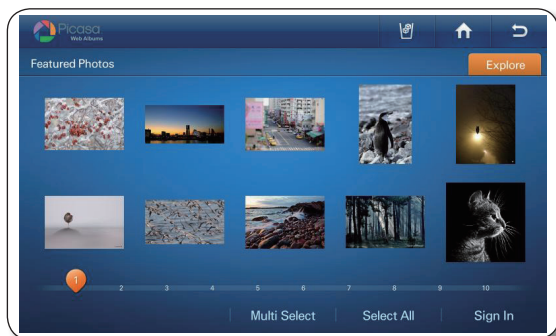 Picasa
Web Albums
Featured Photos
Explore
1 2 3 4 5 6 7 8 9 10
Multi Select Select All Sign In